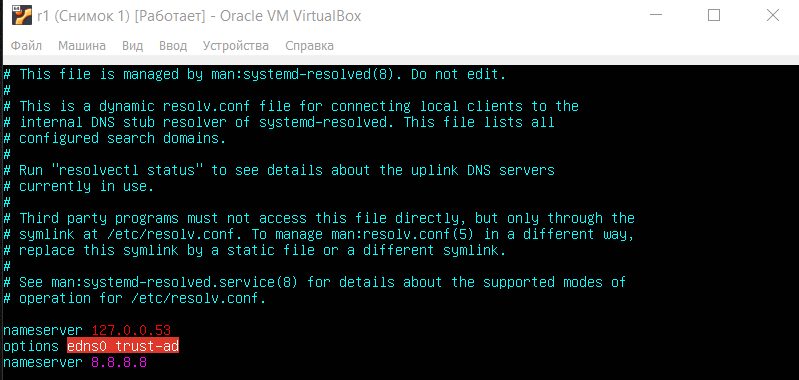 r1 (Снимок 1) [Работает] - Oracle VM VirtualBox
Файл Машина Вид Ввод Устройства Справка
# This file is managed by man:systemd-resolved(8). Do not edit.
#
# This is a dynamic resolv.conf file for connecting local clients to the
# internal DNS stub resolver of systemd-resolved. This file lists all
# configured search domains.
#
# Run "resolvectl status" to see details about the uplink DNS servers
# currently in use.
#
# Third party programs must not access this file directly, but only through the
# symlink at /etc/resolv.conf. To manage man:resolv.conf(5) in a different way,
# replace this symlink by a static file or a different symlink.
#
# See man:systemd-resolved.service(8) for details about the supported modes of
# operation for /etc/resolv.conf.
nameserver 127.0.0.53
options edns0 trust-ad
nameserver 8.8.8.8